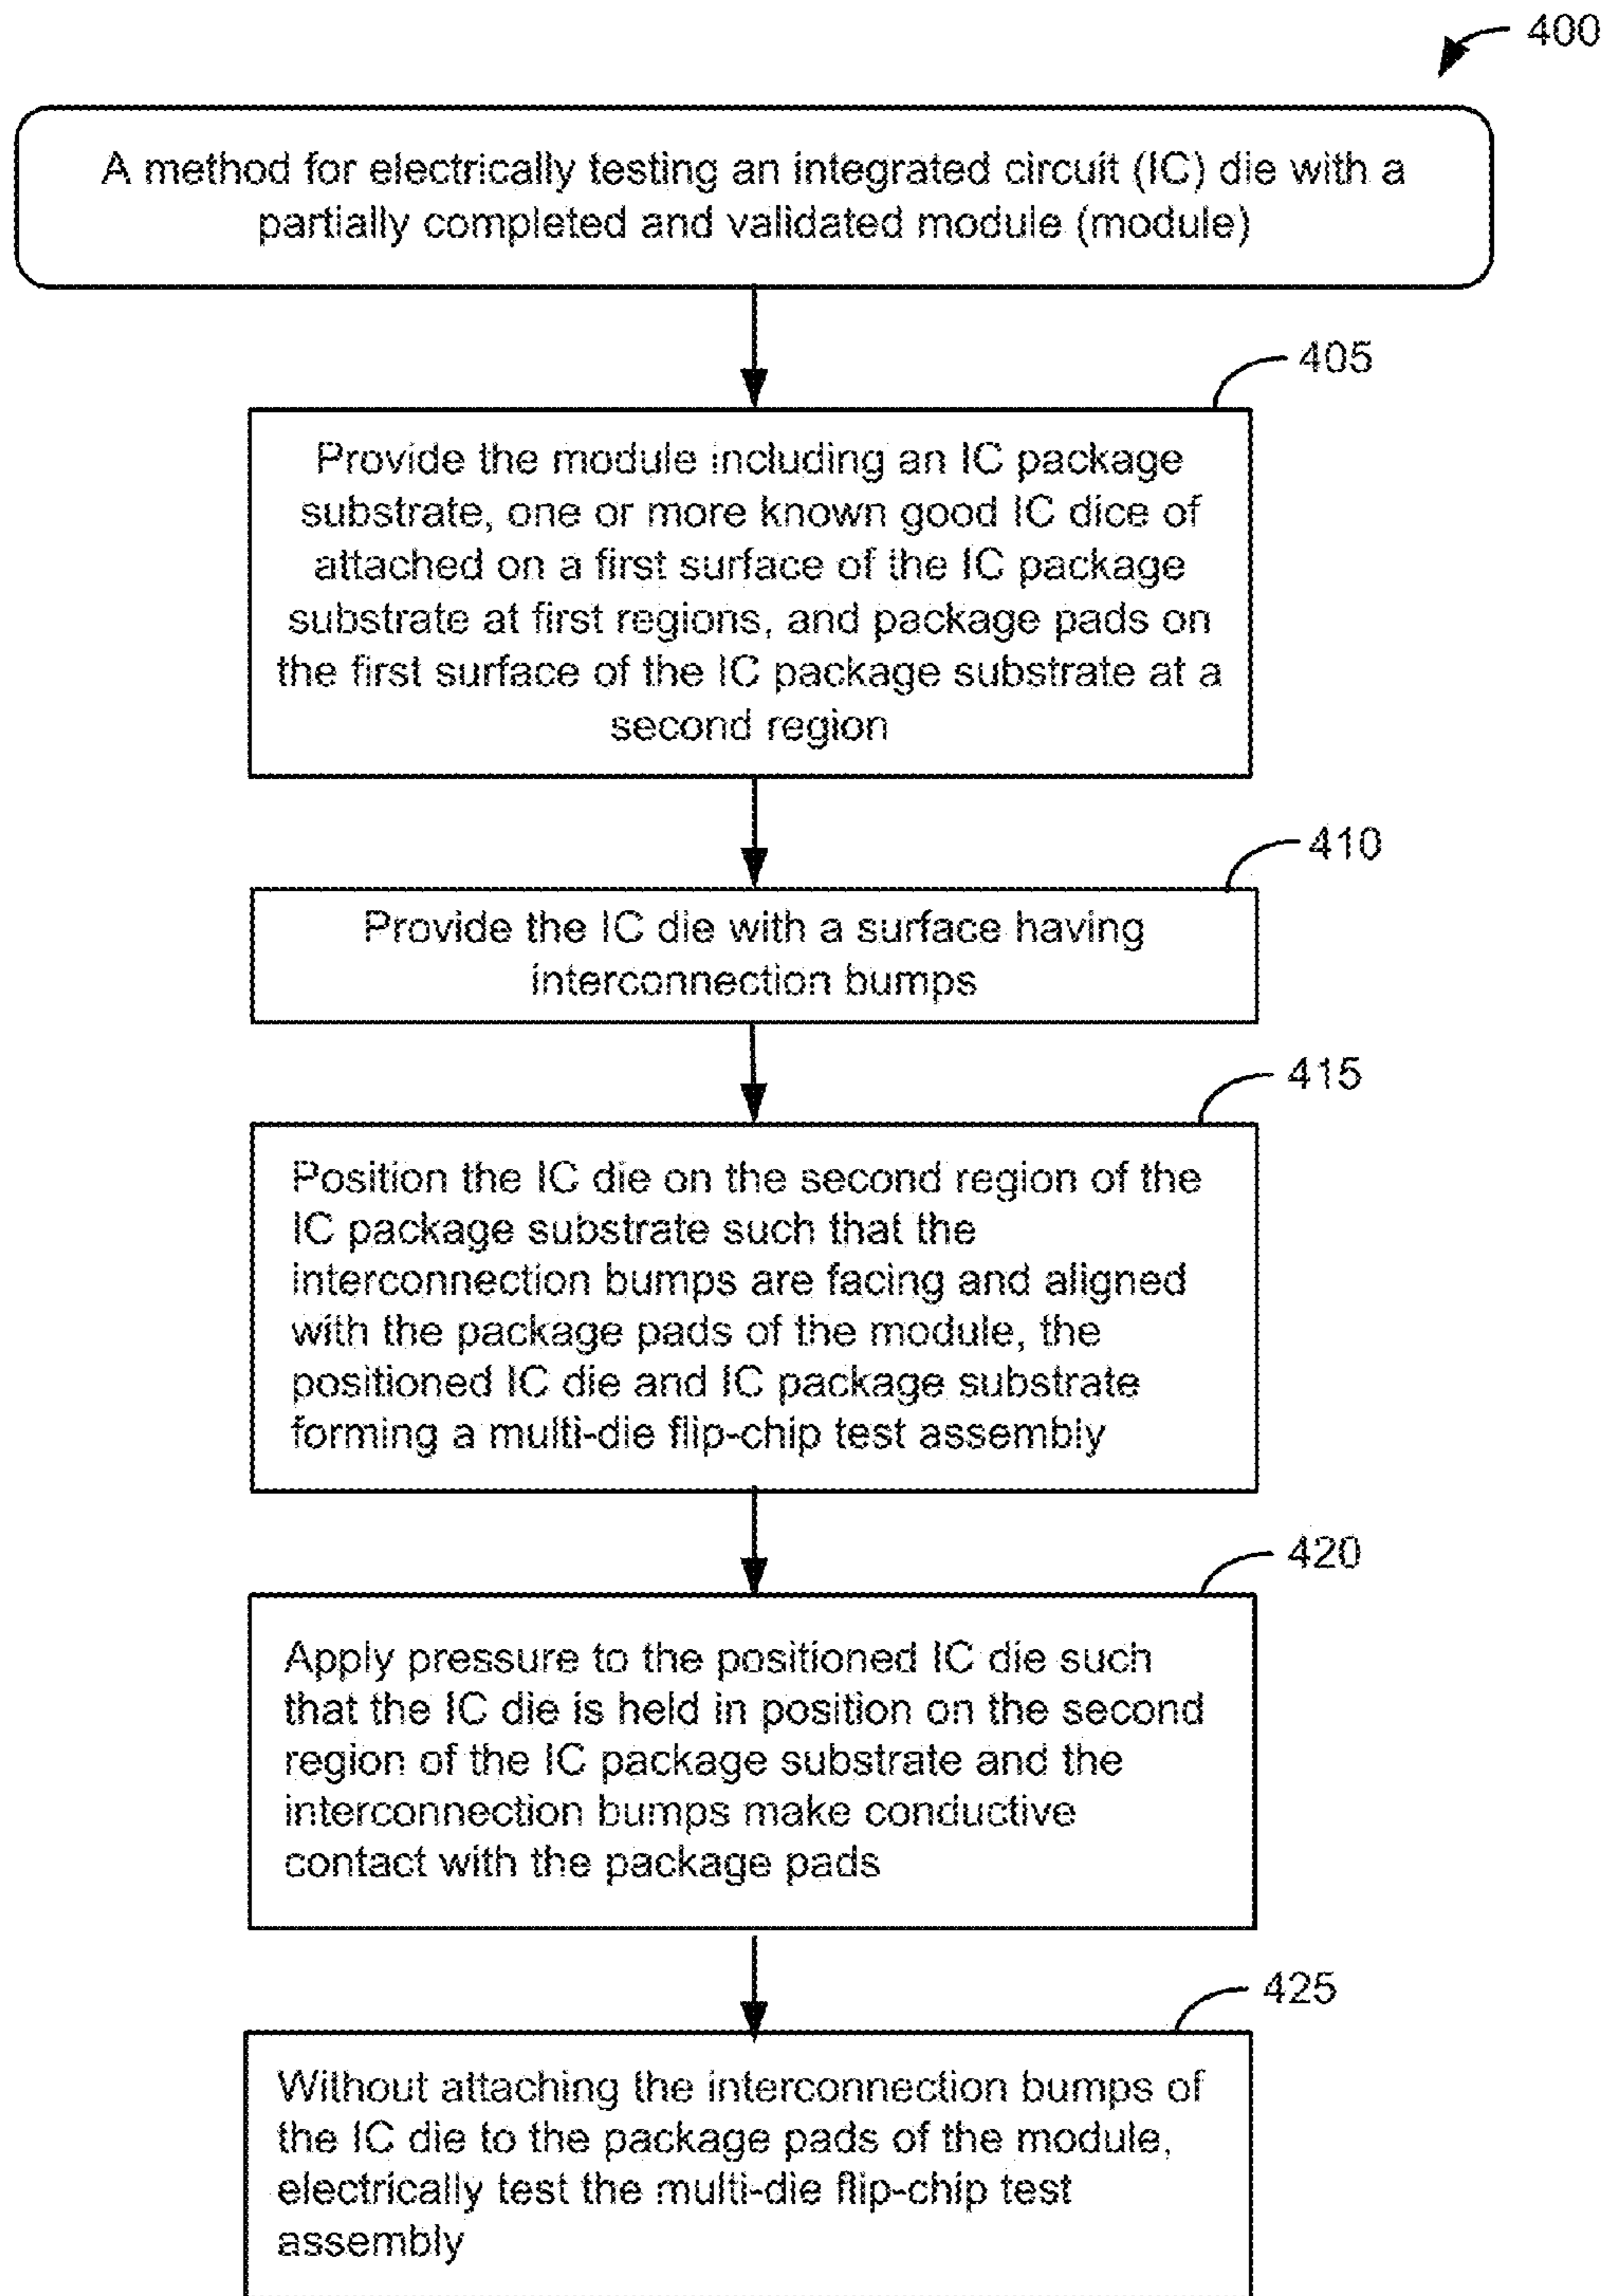 400
A method for electrically testing an integrated circuit (IC) die with a
partially completed and validated module (module)
405
Provide the module including an IC package
substrate, one or more known good IC dice of
attached on a first surface of the IC package
substrate at first regions, and package pads on
the first surface of the IC package substrate at a
second region
410
Provide the IC die with a surface having
interconnection bumps
415
Position the IC die on the second region of the
IC package substrate such that the
interconnection bumps are facing and aligned
with the package pads of the module, the
positioned IC die and IC package substrate
forming a multi-die flip-chip test assembly
420
Apply pressure to the positioned IC die such
that the IC die is held in position on the second
region of the IC package substrate and the
interconnection bumps make conductive
contact with the package pads
425
Without attaching the interconnection bumps of
the IC die to the package pads of the module,
electrically test the multi-die flip-chip test
assembly